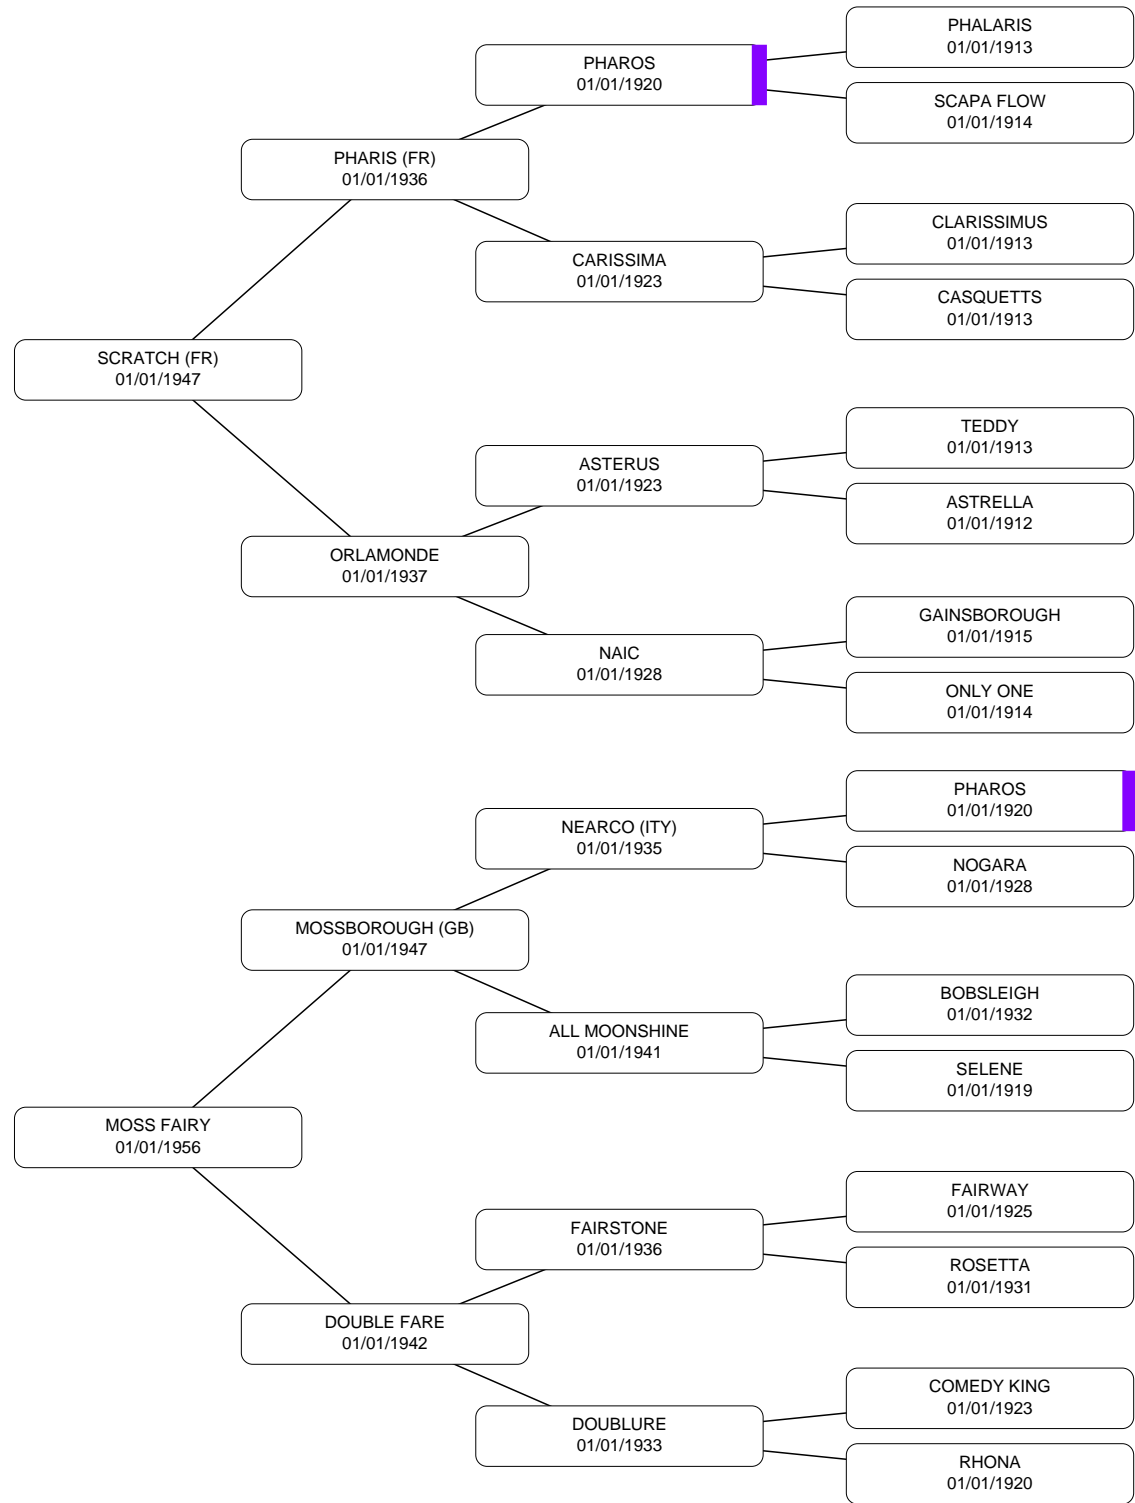 PHALARIS
01/01/1913
PHAROS
01/01/1920
SCAPA FLOW
01/01/1914
PHARIS (FR)
01/01/1936
CLARISSIMUS
01/01/1913
CARISSIMA
01/01/1923
CASQUETTS
01/01/1913
SCRATCH (FR)
01/01/1947
TEDDY
01/01/1913
ASTERUS
01/01/1923
ASTRELLA
01/01/1912
ORLAMONDE
01/01/1937
GAINSBOROUGH
01/01/1915
NAIC
01/01/1928
ONLY ONE
01/01/1914
PHAROS
01/01/1920
NEARCO (ITY)
01/01/1935
NOGARA
01/01/1928
MOSSBOROUGH (GB)
01/01/1947
BOBSLEIGH
01/01/1932
ALL MOONSHINE
01/01/1941
SELENE
01/01/1919
MOSS FAIRY
01/01/1956
FAIRWAY
01/01/1925
FAIRSTONE
01/01/1936
ROSETTA
01/01/1931
DOUBLE FARE
01/01/1942
COMEDY KING
01/01/1923
DOUBLURE
01/01/1933
RHONA
01/01/1920